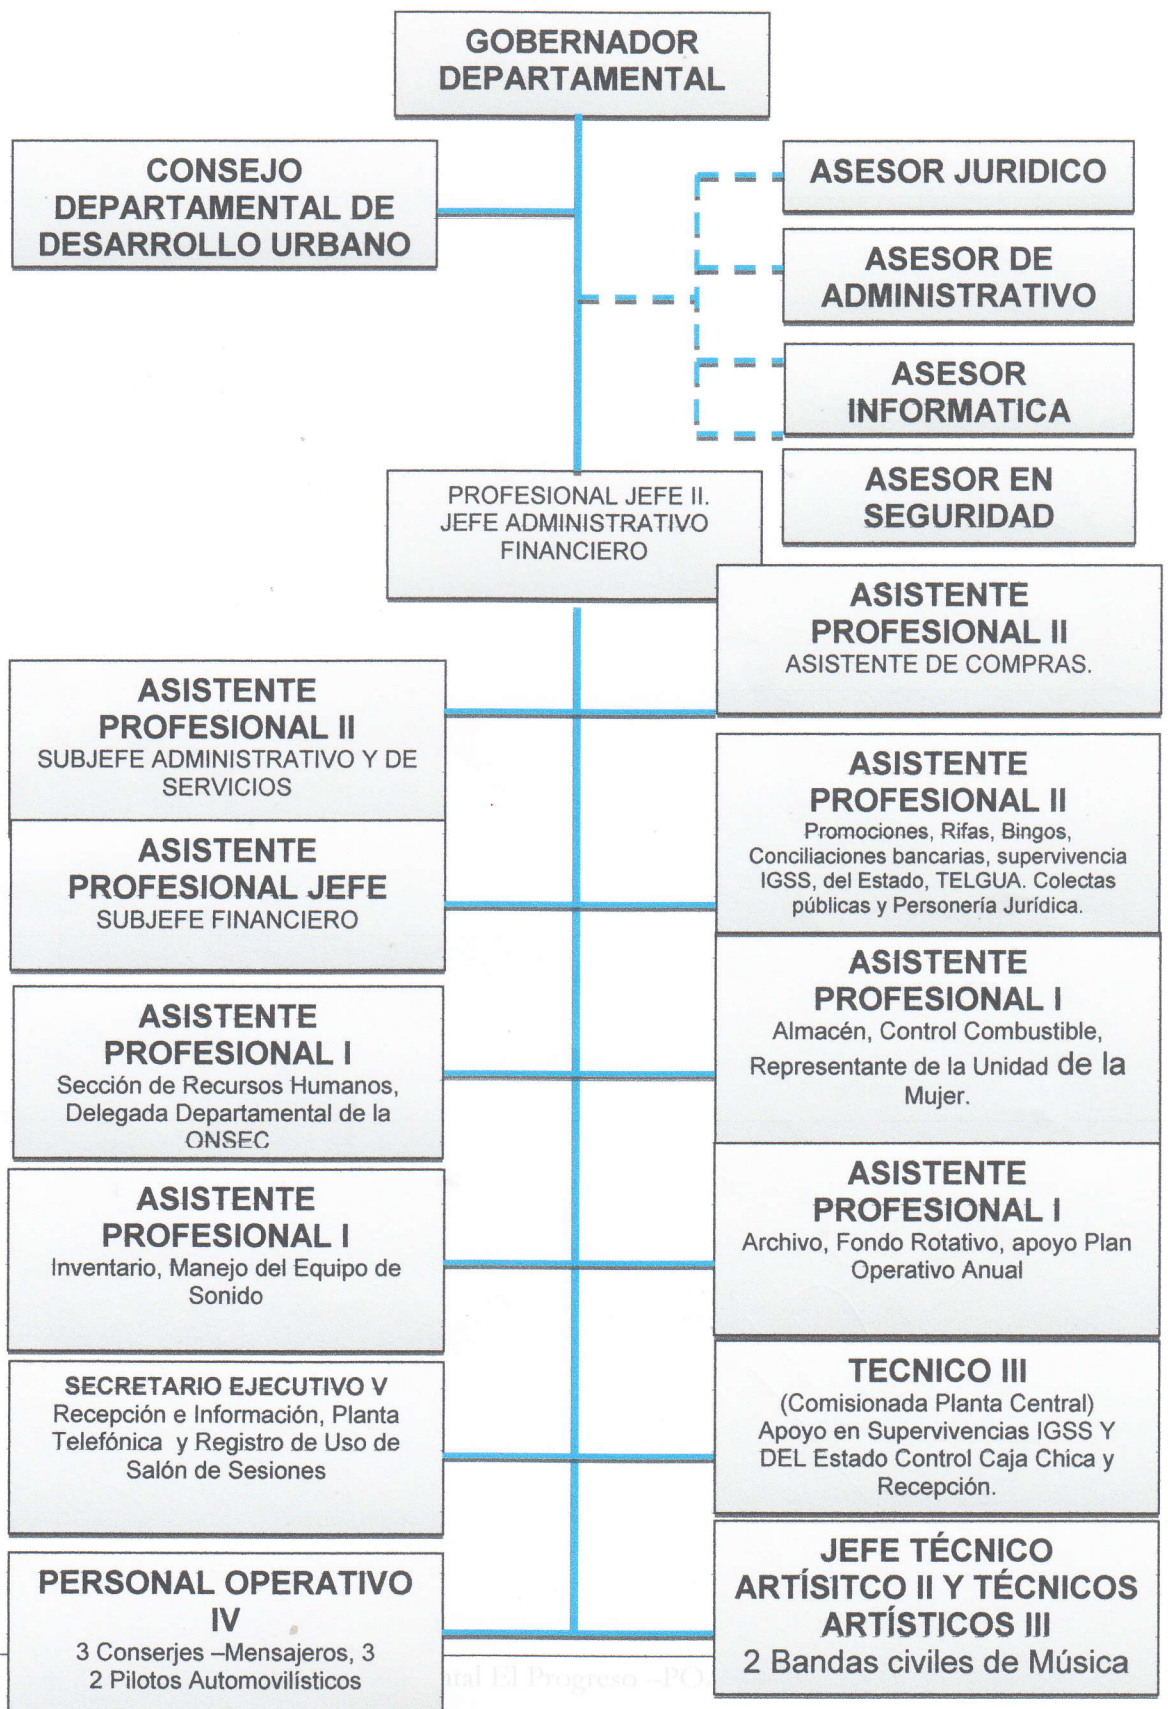 GOBERNADOR
DEPARTAMENTAL
CONSEJO
DEPARTAMENTAL DE
DESARROLLO URBANO
ASESOR JURIDICO
ASESOR DE
ADMINISTRATIVO
ASESOR
INFORMATICA
ASESOR EN
SEGURIDAD
PROFESIONAL JEFE II.
JEFE ADMINISTRATIVO
FINANCIERO
ASISTENTE
PROFESIONAL II
ASISTENTE DE COMPRAS.
ASISTENTE
PROFESIONAL II
SUBJEFE ADMINISTRATIVO Y DE
SERVICIOS
ASISTENTE
PROFESIONAL II
Promociones, Rifas, Bingos,
Conciliaciones bancarias, supervivencia
IGSS, del Estado, TELGUA. Colectas
públicas y Personería Jurídica.
ASISTENTE
PROFESIONAL JEFE
SUBJEFE FINANCIERO
ASISTENTE
PROFESIONAL I
Almacén, Control Combustible,
Representante de la Unidad de la
Mujer.
ASISTENTE
PROFESIONAL I
Sección de Recursos Humanos,
Delegada Departamental de la
ONSEC
ASISTENTE
PROFESIONAL I
Archivo, Fondo Rotativo, apoyo Plan
Operativo Anual
ASISTENTE
PROFESIONAL I
Inventario, Manejo del Equipo de
Sonido
TECNICO III
(Comisionada Planta Central)
Apoyo en Supervivencias IGSS Y
DEL Estado Control Caja Chica y
Recepción.
SECRETARIO EJECUTIVO V
Recepción e Información, Planta
Telefónica y Registro de Uso de
Salón de Sesiones
JEFE TÉCNICO
ARTÍSITCO II Y TÉCNICOS
ARTÍSTICOS III
2 Bandas civiles de Música
PERSONAL OPERATIVO
IV
3 Conserjes –Mensajeros, 3
2 Pilotos Automovilísticos
El Progreso